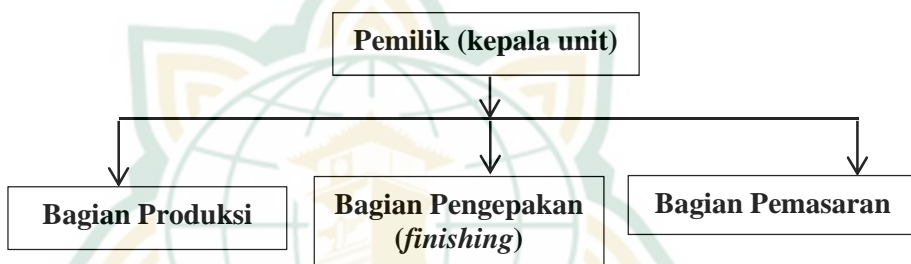 Pemilik (kepala unit)
Bagian Produksi
Bagian Pengepakan
(finishing)
Bagian Pemasaran